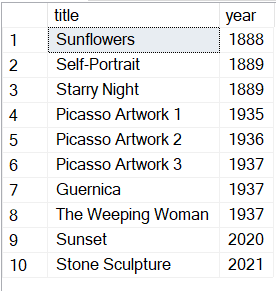 title year
1 Sunflowers 1888
2 Self-Portrait 1889
3 Starry Night 1889
4 Picasso Artwork 1 1935
5 Picasso Artwork 2 1936
6 Picasso Artwork 3 1937
7 Guernica 1937
8 The Weeping Woman 1937
9 Sunset 2020
10 Stone Sculpture 2021